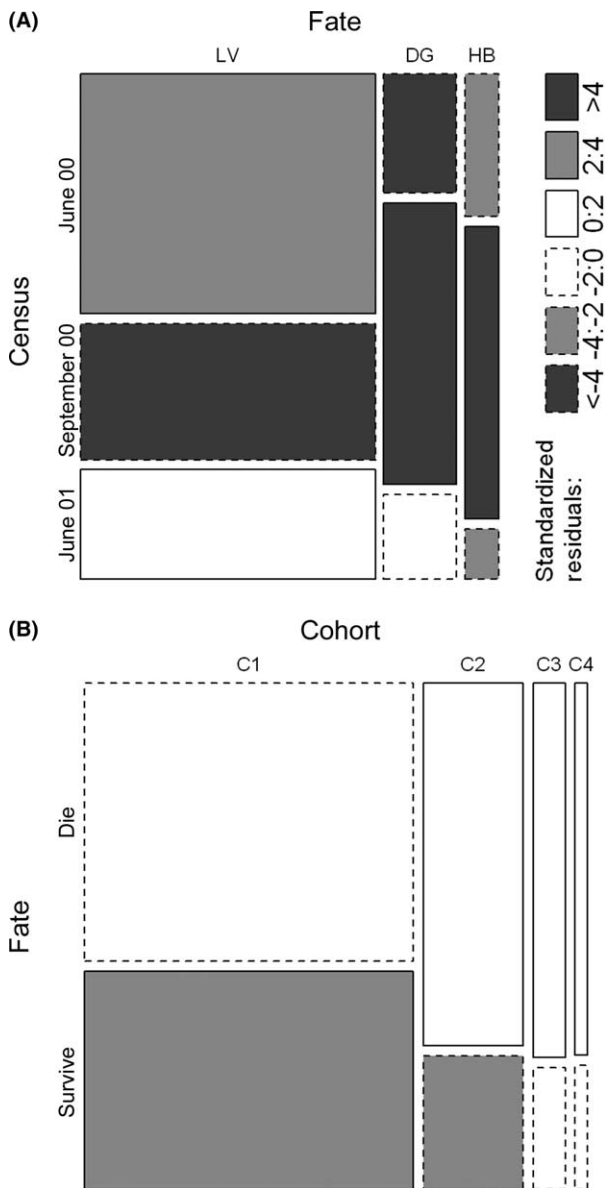 (A)
Fate
LV DG HB
June 00
September 00
June 01
Census
Standardized
residuals:
<-4 -4:-2 -2:0 0:2 2:4 >4
(B)
Cohort
C1 C2 C3 C4
Die
Survive
Fate